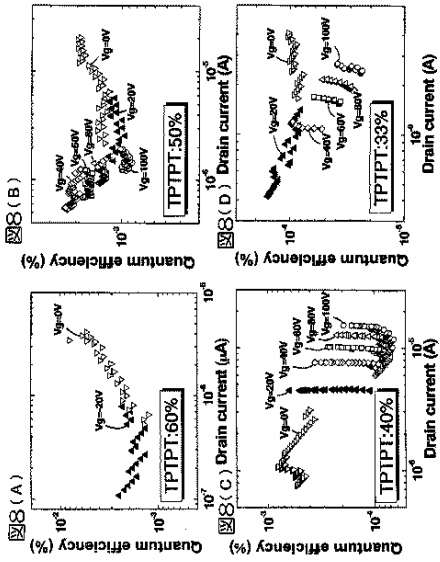 図8(A)
Quantum efficiency (%)
10⁻²
10⁻³
Vg=0V
Vg=-20V
TPTPT:60%
10⁻⁷
10⁻⁶
10⁻⁵
Drain current (μA)
図8(B)
Quantum efficiency (%)
10⁻³
Vg=0V
Vg=20V
Vg=80V
Vg=60V
Vg=40V
Vg=100V
TPTPT:50%
10⁻⁶
10⁻⁵
Drain current (A)
図8(C)
Quantum efficiency (%)
10⁻³
10⁻⁴
Vg=0V
Vg=-20V
Vg=40V
Vg=60V
Vg=80V
Vg=100V
TPTPT:40%
10⁻⁶
10⁻⁵
Drain current (A)
図8(D)
Quantum efficiency (%)
10⁻⁴
10⁻⁵
Vg=0V
Vg=100V
Vg=20V
Vg=80V
Vg=60V
Vg=40V
TPTPT:33%
Drain current (A)